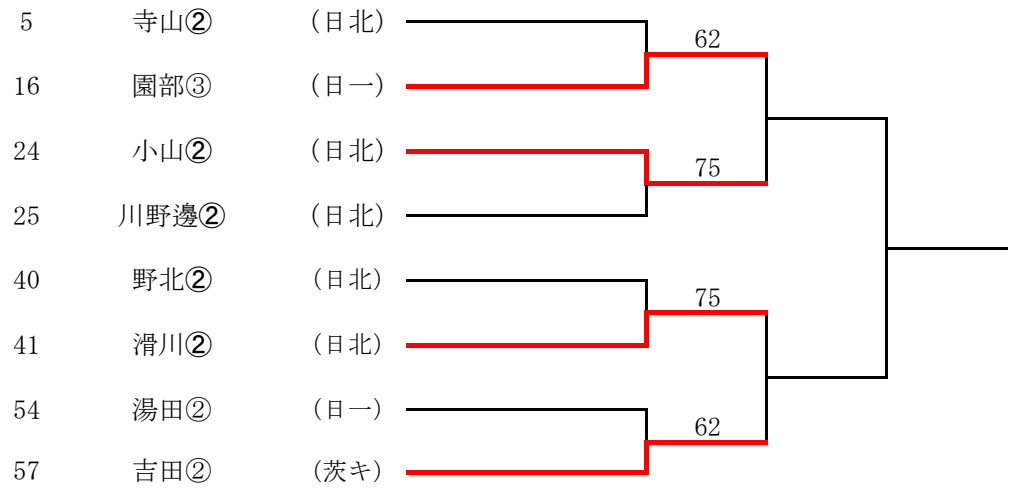 5 寺山② (日北)
62
16 園部③ (日一)
24 小山② (日北)
75
25 川野邊② (日北)
40 野北② (日北)
75
41 滑川② (日北)
54 湯田② (日一)
62
57 吉田② (茨キ)